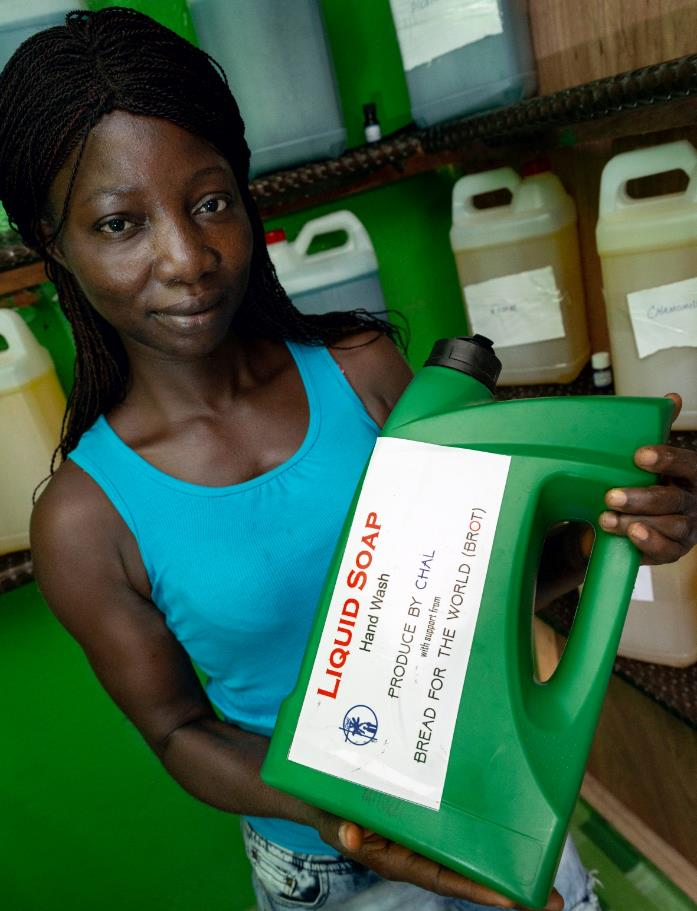 LIQUID SOAP
Hand Wash
PRODUCE BY CHAL
with support from
BREAD FOR THE WORLD (BROT)